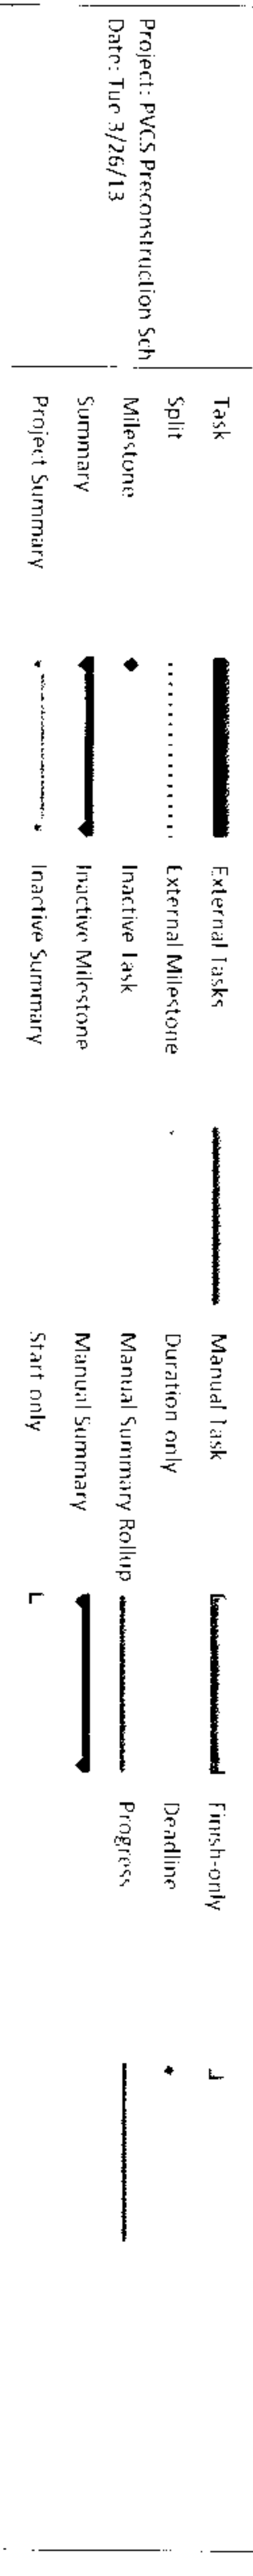 Project: PVCS Preconstruction Sch
Date: Tue 3/26/13
Task
Split
Milestone
Summary
Project Summary
External Tasks
External Milestone
Inactive Task
Inactive Milestone
Inactive Summary
Manual Task
Duration only
Manual Summary Rollup
Manual Summary
Start only
Finish-only
Deadline
Progress